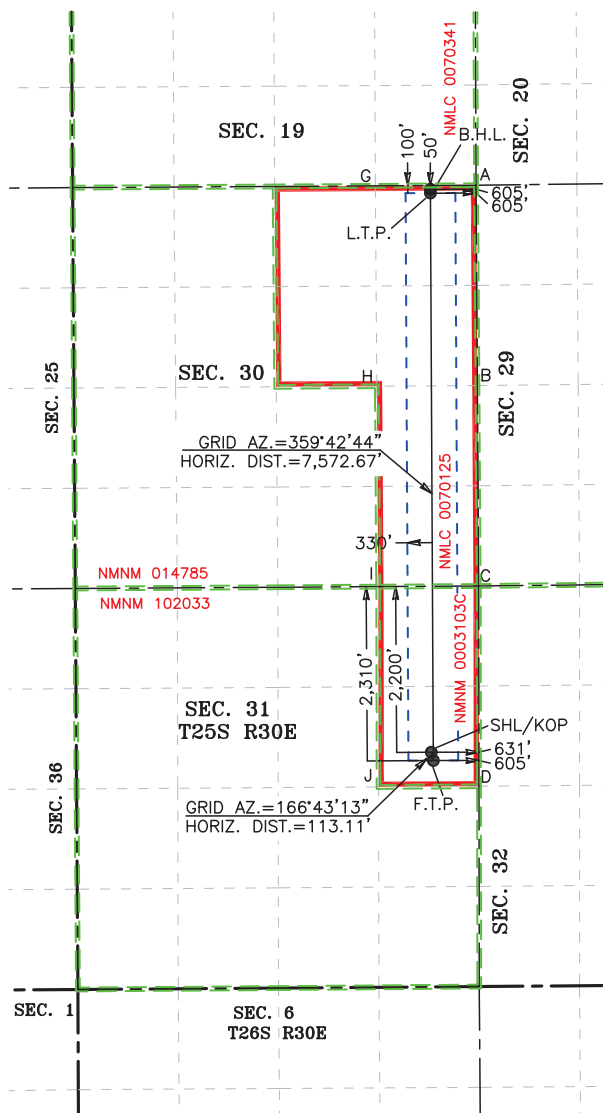 NMLC 0070341
SEC. 20
SEC. 19
100'
50'
B.H.L.
G
A
605'
605'
L.T.P.
SEC. 25
SEC. 30
H
B
SEC. 29
GRID AZ.=359°42'44"
HORIZ. DIST.=7,572.67'
NMLC 0070125
330'
NMNM 014785
I
C
NMNM 102033
2,310'
2,200'
NMNM 0003103C
SEC. 31
T25S R30E
SHL/KOP
631'
605'
J
D
F.T.P.
GRID AZ.=166°43'13"
HORIZ. DIST.=113.11'
SEC. 36
SEC. 32
SEC. 1
SEC. 6
T26S R30E